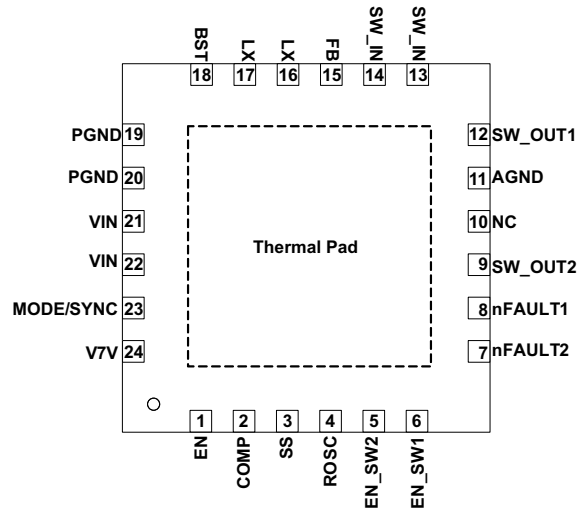 BST LX LX FB SW_IN SW_IN
18 17 16 15 14 13
PGND 19 12 SW_OUT1
PGND 20 11 AGND
VIN 21 10 NC
Thermal Pad
VIN 22 9 SW_OUT2
MODE/SYNC 23 8 nFAULT1
V7V 24 7 nFAULT2
1 2 3 4 5 6
EN COMP SS ROSC EN_SW2 EN_SW1